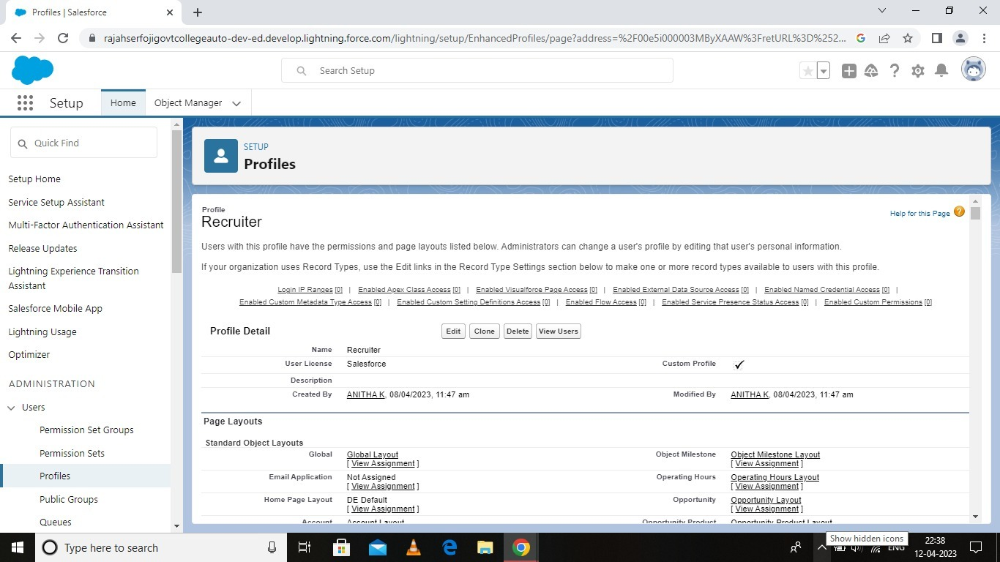 Profiles | Salesforce
rajahserfojigovtcollegeauto-dev-ed.develop.lightning.force.com/lightning/setup/EnhancedProfiles/page?address=%2F00e5i000003MByXAAW%3FretURL%3D%252...
Search Setup
Setup
Home
Object Manager
Quick Find
Setup Home
Service Setup Assistant
Multi-Factor Authentication Assistant
Release Updates
Lightning Experience Transition
Assistant
Salesforce Mobile App
Lightning Usage
Optimizer
ADMINISTRATION
Users
Permission Set Groups
Permission Sets
Profiles
Public Groups
Queues
SETUP
Profiles
Profile
Recruiter
Help for this Page
Users with this profile have the permissions and page layouts listed below. Administrators can change a user's profile by editing that user's personal information.
If your organization uses Record Types, use the Edit links in the Record Type Settings section below to make one or more record types available to users with this profile.
Login IP Ranges [0] | Enabled Apex Class Access [0] | Enabled Visualforce Page Access [0] | Enabled External Data Source Access [0] | Enabled Named Credential Access [0] |
Enabled Custom Metadata Type Access [0] | Enabled Custom Setting Definitions Access [0] | Enabled Flow Access [0] | Enabled Service Presence Status Access [0] | Enabled Custom Permissions [0]
Profile Detail Edit Clone Delete View Users
Name Recruiter
User License Salesforce Custom Profile
Description
Created By ANITHA K, 08/04/2023, 11:47 am Modified By ANITHA K, 08/04/2023, 11:47 am
Page Layouts
Standard Object Layouts
Global Global Layout Object Milestone Object Milestone Layout
[ View Assignment ] [ View Assignment ]
Email Application Not Assigned Operating Hours Operating Hours Layout
[ View Assignment ] [ View Assignment ]
Home Page Layout DE Default Opportunity Opportunity Layout
[ View Assignment ] [ View Assignment ]
Account Account Layout Opportunity Product Opportunity Product Layout
Show hidden icons
Type here to search
ENG
22:38
12-04-2023